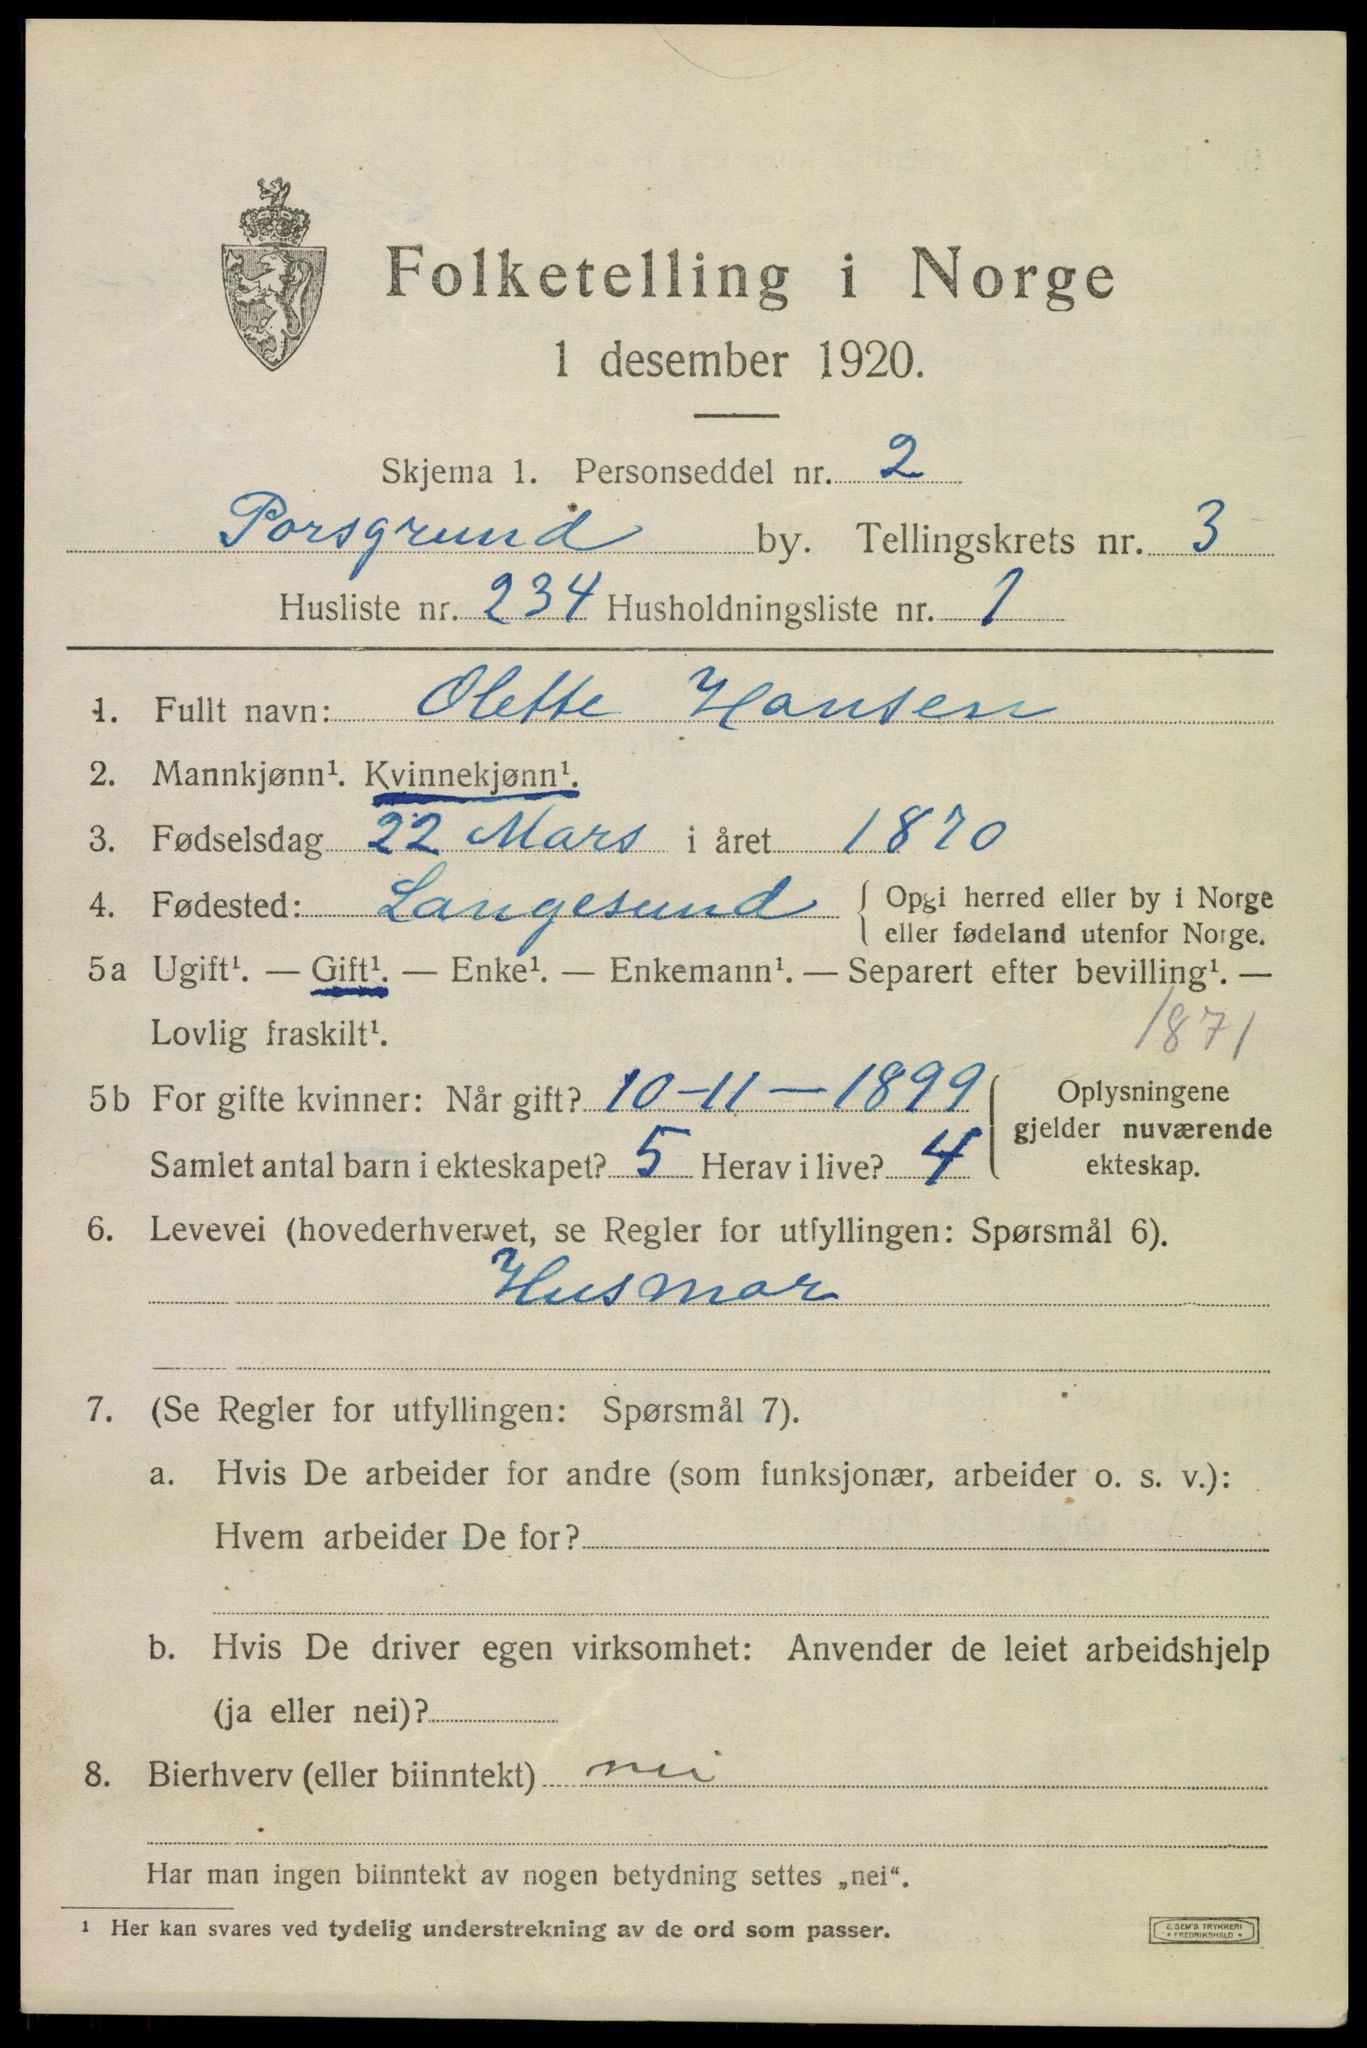 Folketelling i Norge
1 desember 1920.
Skjema 1. Personseddel nr. 2
Porsgrund by. Tellingskrets nr. 3
Husliste nr. 234 Husholdningsliste nr. 1
1. Fullt navn: Olette Hansen
2. Mannkjønn¹. Kvinnekjønn¹.
3. Fødselsdag 22 Mars i året 1870
4. Fødested: Langesund { Opgi herred eller by i Norge
eller fødeland utenfor Norge.
5a Ugift¹. — Gift¹. — Enke¹. — Enkemann¹. — Separert efter bevilling¹. —
Lovlig fraskilt¹.
1871
5b For gifte kvinner: Når gift? 10-11-1899 { Oplysningene
gjelder nuværende
Samlet antal barn i ekteskapet? 5 Herav i live? 4 ekteskap.
6. Levevei (hovederhvervet, se Regler for utfyllingen: Spørsmål 6).
Husmor
7. (Se Regler for utfyllingen: Spørsmål 7).
a. Hvis De arbeider for andre (som funksjonær, arbeider o. s. v.):
Hvem arbeider De for?
b. Hvis De driver egen virksomhet: Anvender de leiet arbeidshjelp
(ja eller nei)?
8. Bierhverv (eller biinntekt) nei
Har man ingen biinntekt av nogen betydning settes „nei“.
¹ Her kan svares ved tydelig understrekning av de ord som passer.
E. SEM'S TRYKKERI
* FREDRIKSHALD *